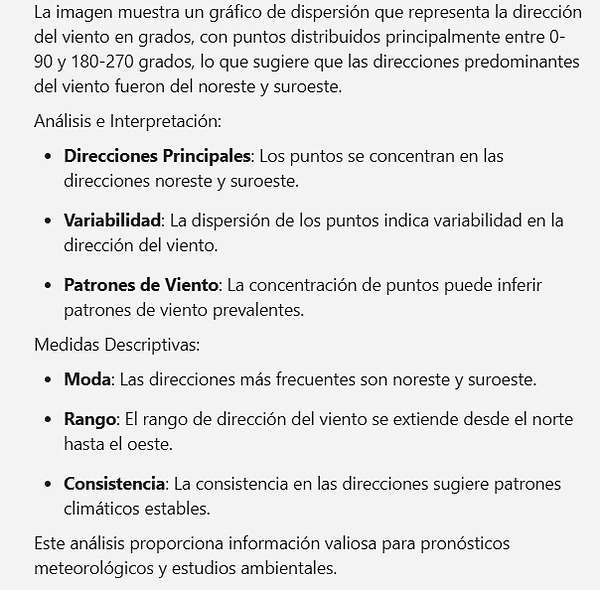 La imagen muestra un gráfico de dispersión que representa la dirección
del viento en grados, con puntos distribuidos principalmente entre 0-
90 y 180-270 grados, lo que sugiere que las direcciones predominantes
del viento fueron del noreste y suroeste.
Análisis e Interpretación:
• Direcciones Principales: Los puntos se concentran en las
direcciones noreste y suroeste.
• Variabilidad: La dispersión de los puntos indica variabilidad en la
dirección del viento.
• Patrones de Viento: La concentración de puntos puede inferir
patrones de viento prevalentes.
Medidas Descriptivas:
• Moda: Las direcciones más frecuentes son noreste y suroeste.
• Rango: El rango de dirección del viento se extiende desde el norte
hasta el oeste.
• Consistencia: La consistencia en las direcciones sugiere patrones
climáticos estables.
Este análisis proporciona información valiosa para pronósticos
meteorológicos y estudios ambientales.